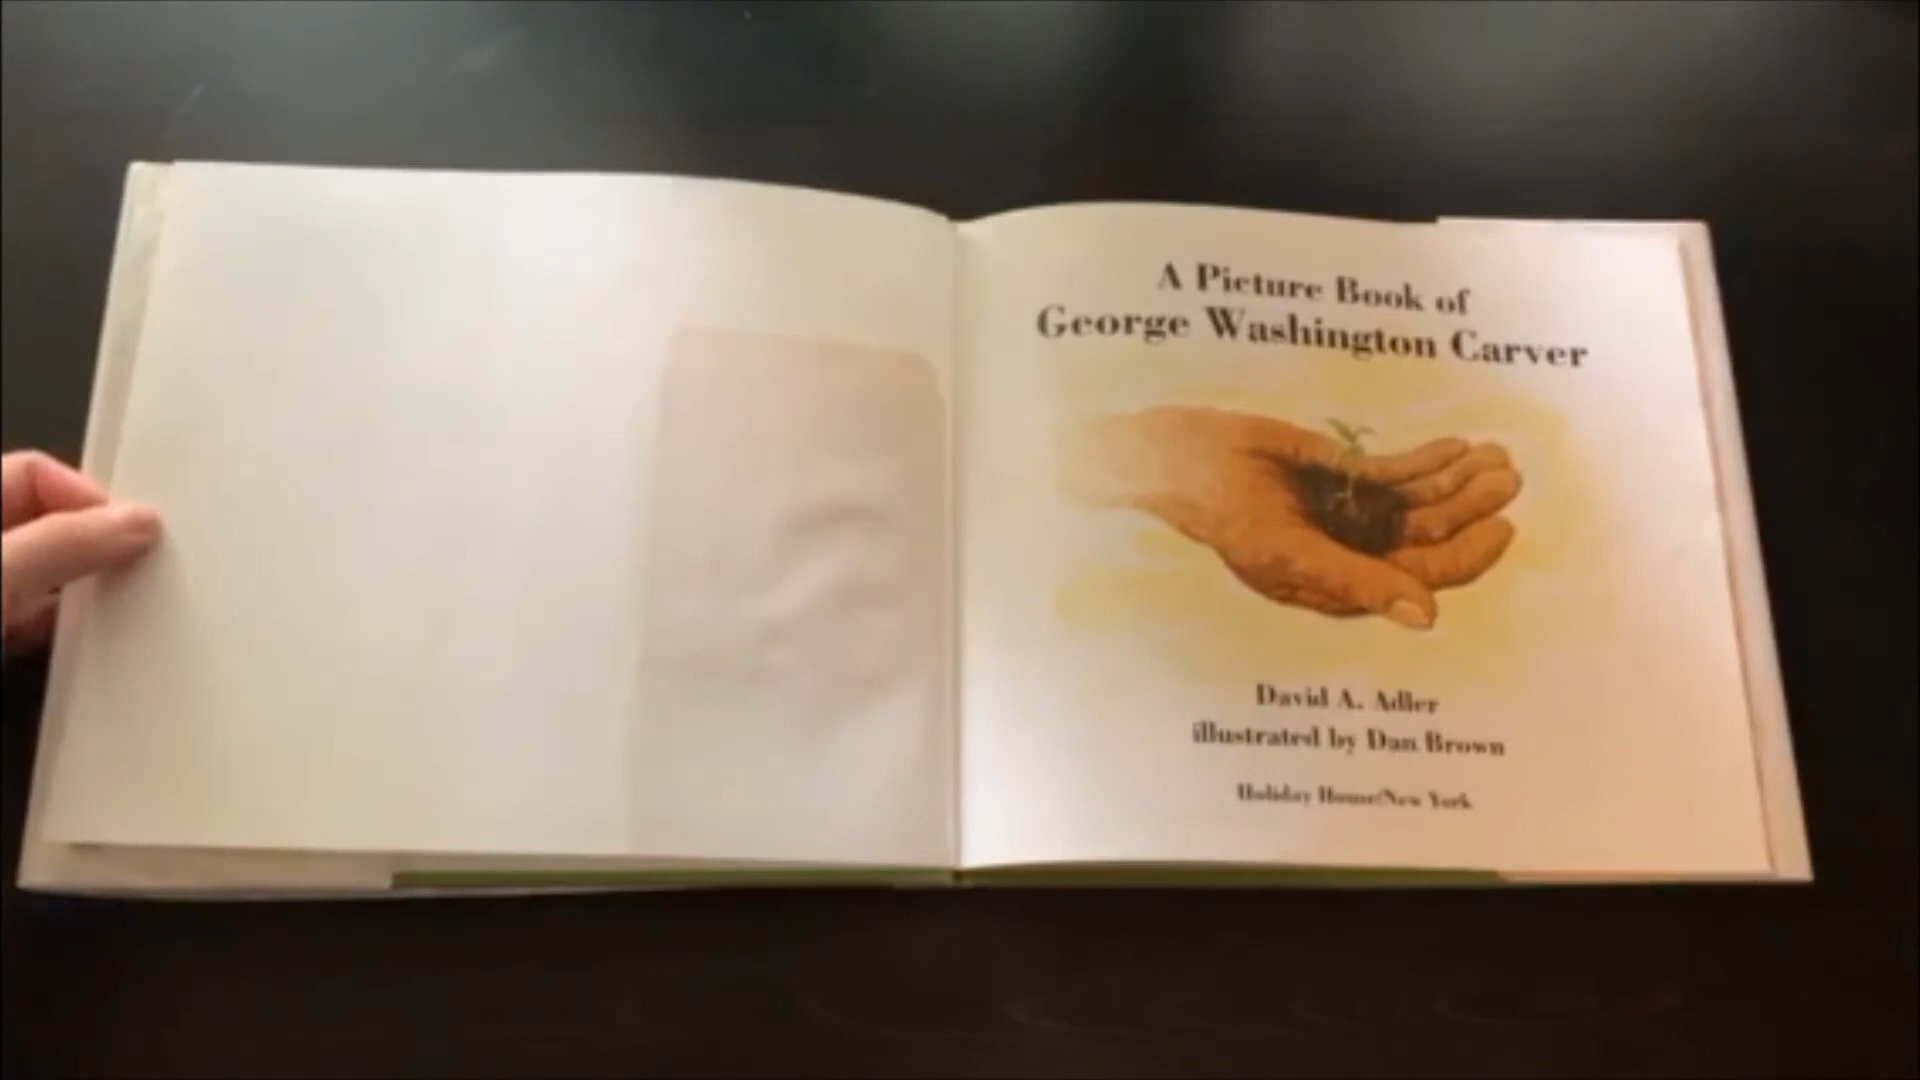 A Picture Book of
George Washington Carver
David A. Adler
illustrated by Dan Brown
Holiday House/New York